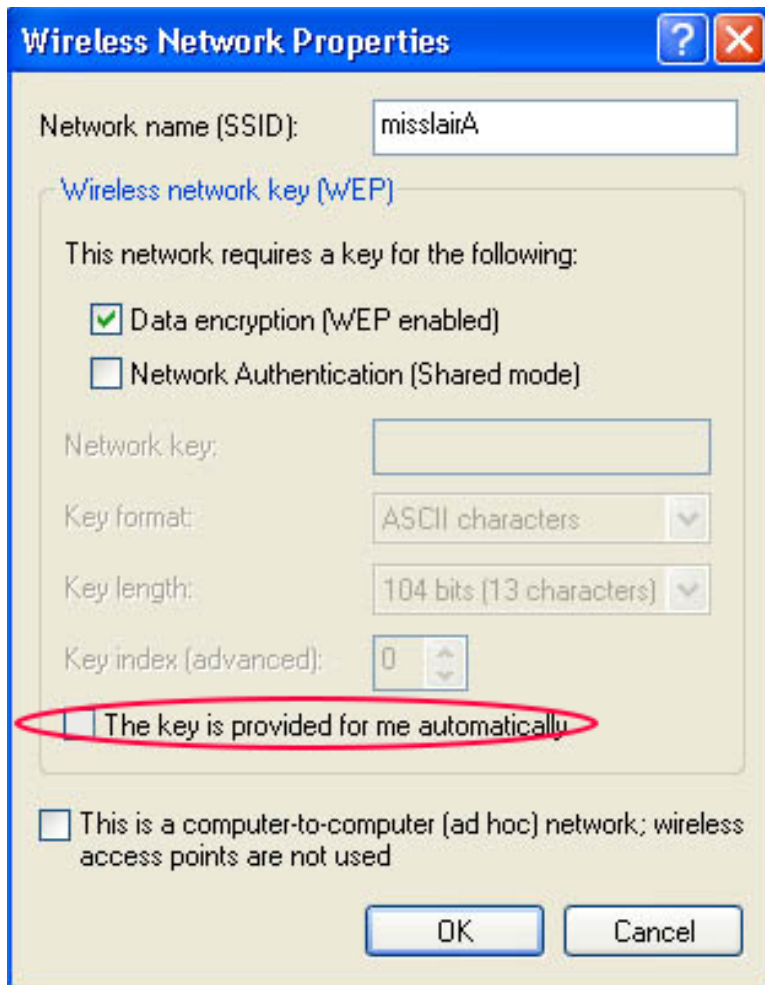 Wireless Network Properties
Network name (SSID): misslairA
Wireless network key (WEP)
This network requires a key for the following:
Data encryption (WEP enabled)
Network Authentication (Shared mode)
Network key:
Key format: ASCII characters
Key length: 104 bits (13 characters)
Key index (advanced): 0
The key is provided for me automatically
This is a computer-to-computer (ad hoc) network; wireless
access points are not used
OK Cancel